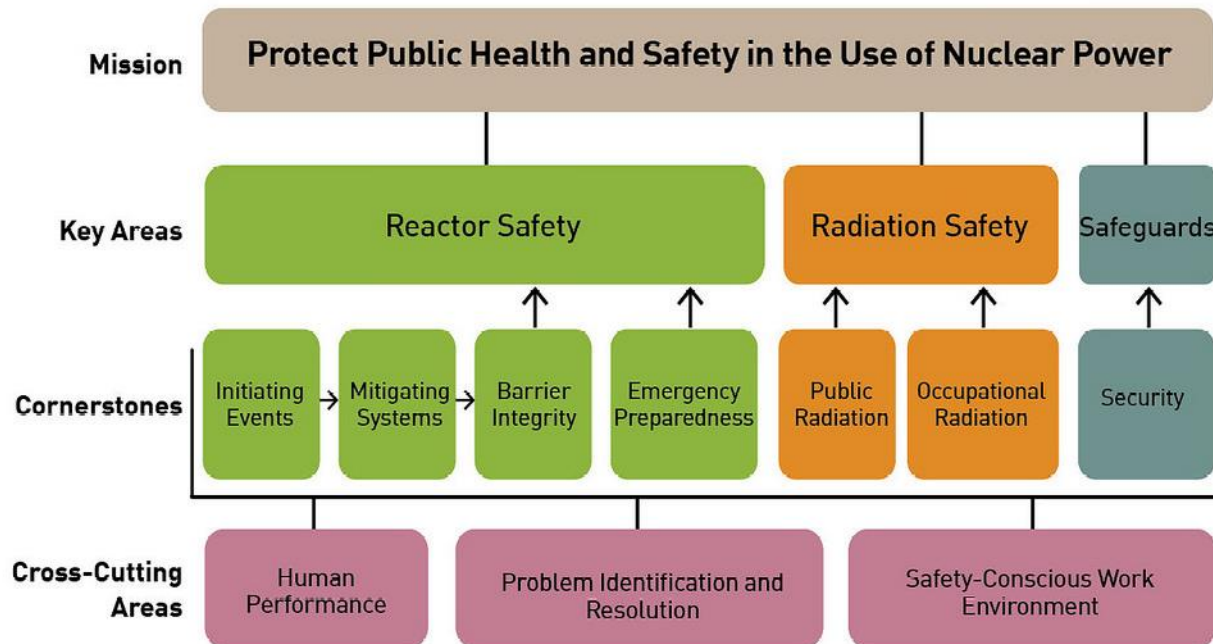 Mission
Protect Public Health and Safety in the Use of Nuclear Power
Key Areas
Reactor Safety
Radiation Safety
Safeguards
Cornerstones
Initiating
Events
Mitigating
Systems
Barrier
Integrity
Emergency
Preparedness
Public
Radiation
Occupational
Radiation
Security
Cross-Cutting
Areas
Human
Performance
Problem Identification and
Resolution
Safety-Conscious Work
Environment